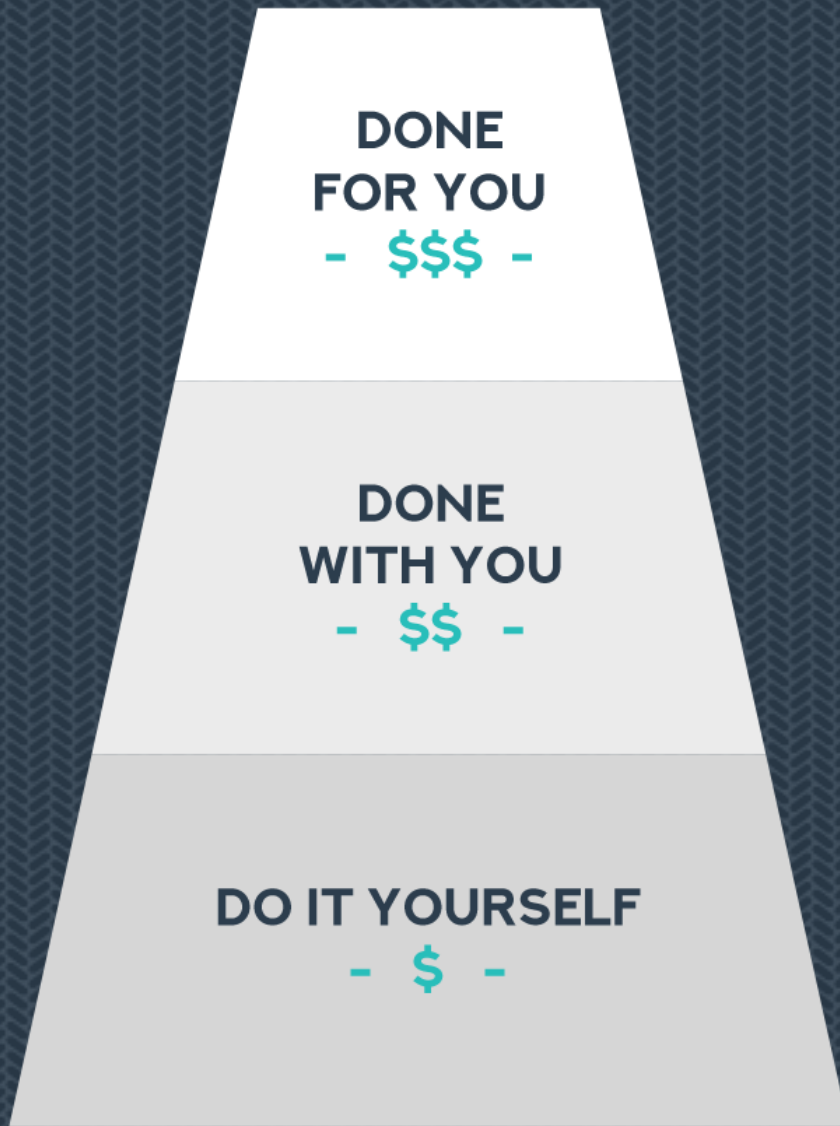 DONE
FOR YOU
- $$$ -
DONE
WITH YOU
- $$ -
DO IT YOURSELF
- $ -